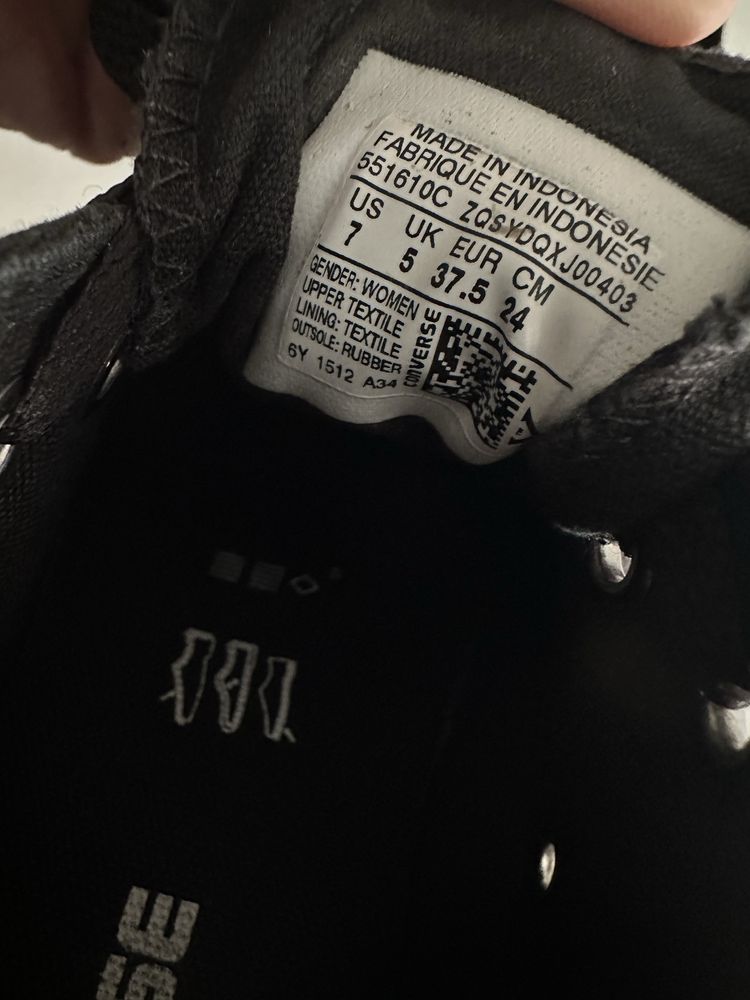 MADE IN INDONESIA
FABRIQUE EN INDONESIE
551610C ZQSYDQXJ00403
US UK EUR CM
7 5 37.5 24
GENDER: WOMEN
UPPER TEXTILE
LINING: TEXTILE
OUTSOLE: RUBBER
6Y 1512 A34
CONVERSE
SE